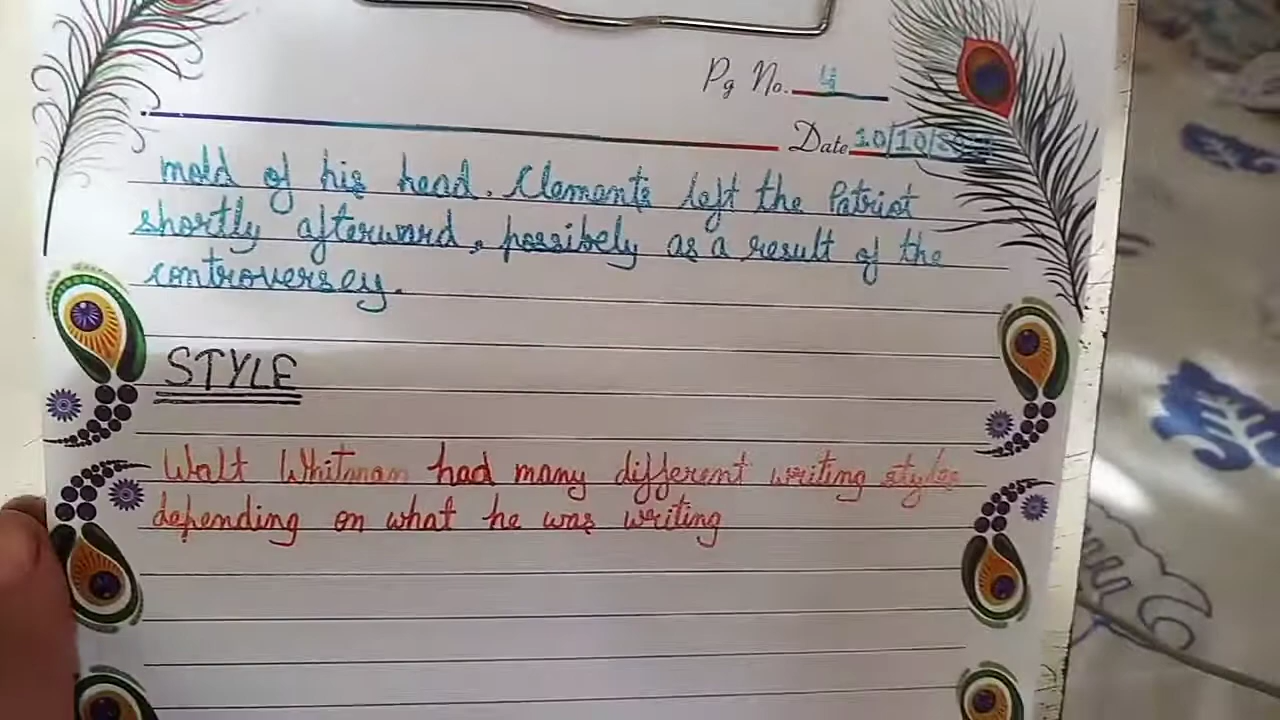 Pg No. 4
Date 10/10/
mold of his head. Clemente left the Patriot
shortly afterward, possibely as a result of the
controversey.
STYLE
Walt Whitman had many different writing styles
depending on what he was writing